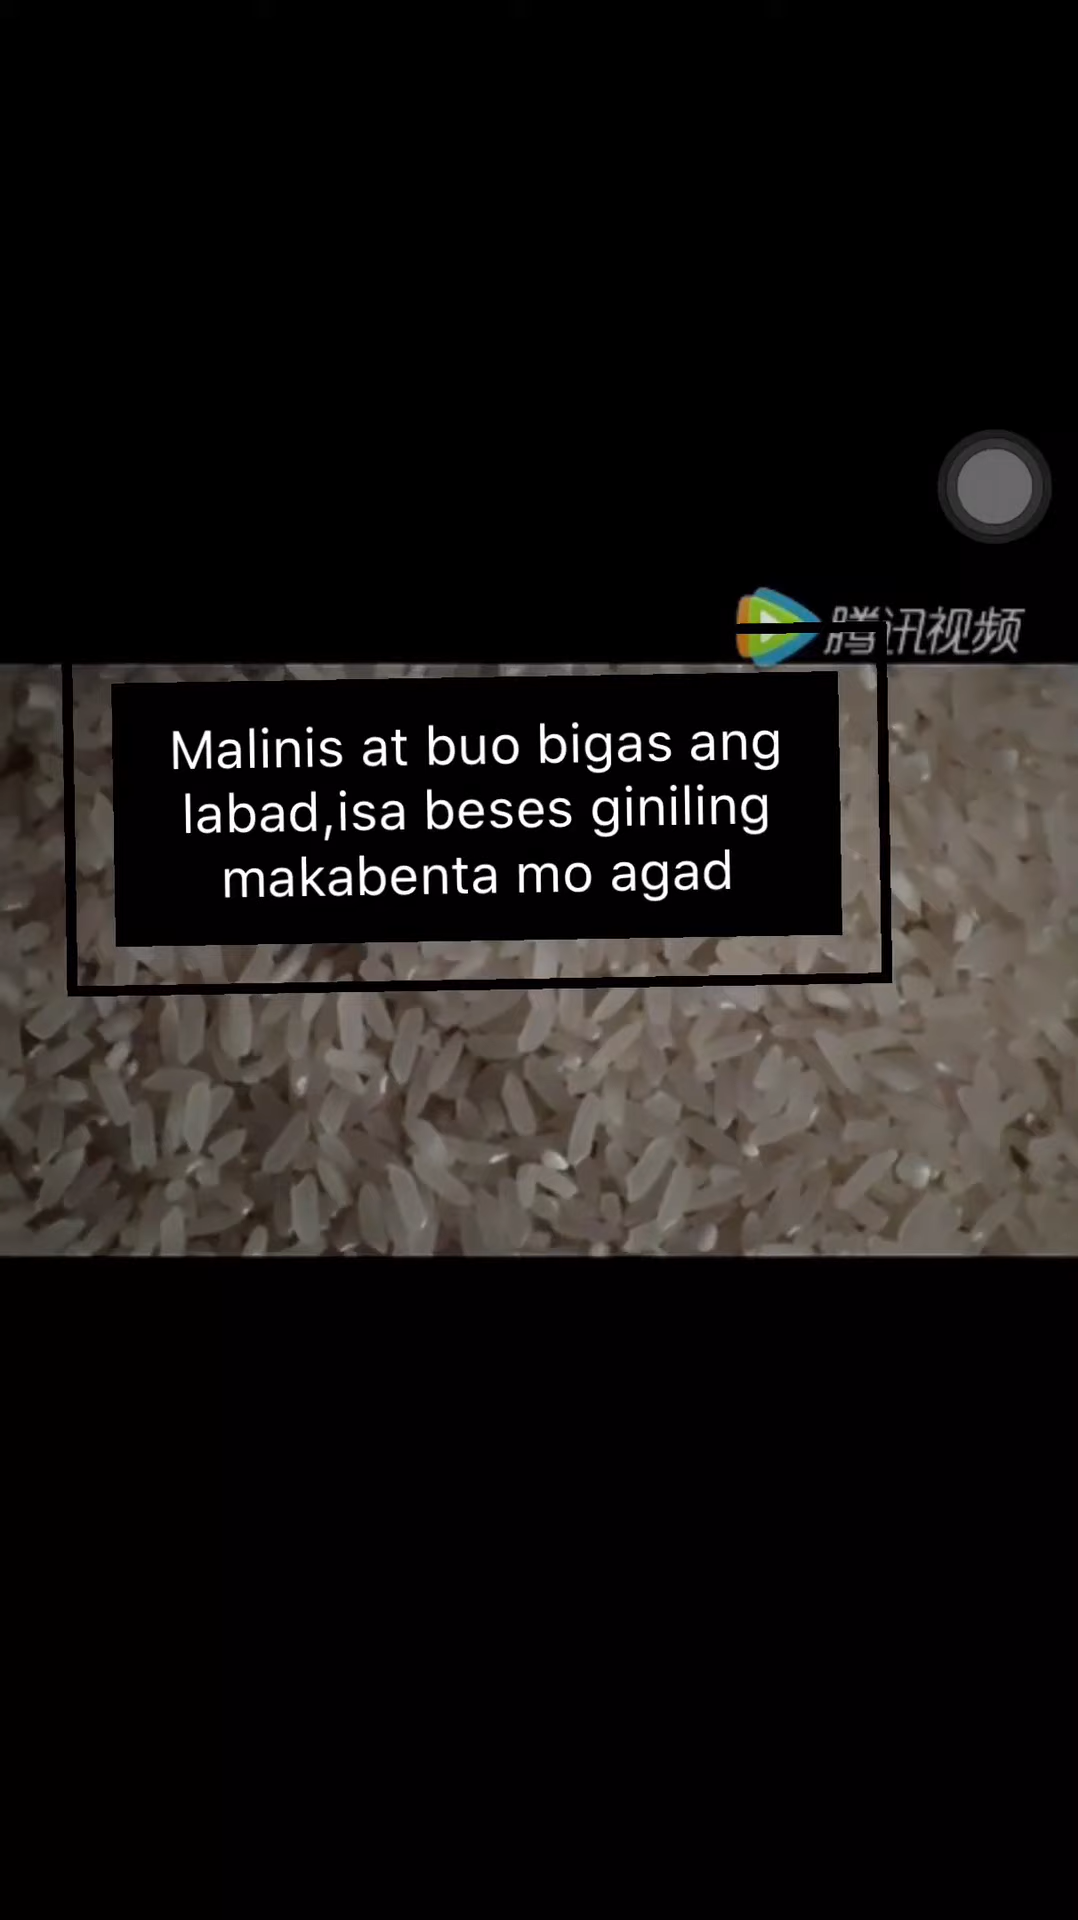 腾讯视频
Malinis at buo bigas ang
labad,isa beses giniling
makabenta mo agad